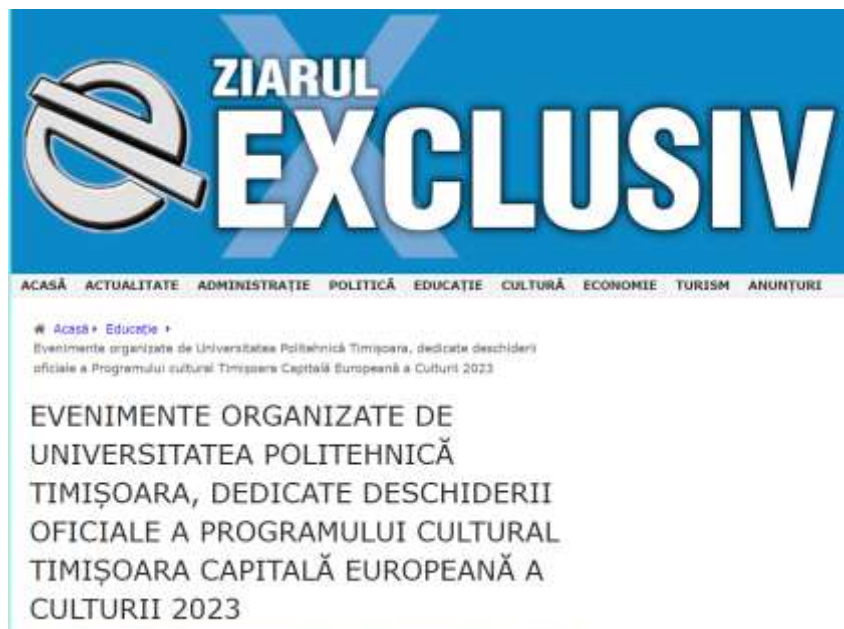 ZIARUL
EXCLUSIV
ACASĂ ACTUALITATE ADMINISTRAȚIE POLITICĂ EDUCAȚIE CULTURĂ ECONOMIE TURISM ANUNȚURI
Acasă Educație
Evenimente organizate de Universitatea Politehnică Timișoara, dedicate deschiderii
oficiale a Programului cultural Timișoara Capitală Europeană a Culturii 2023
EVENIMENTE ORGANIZATE DE
UNIVERSITATEA POLITEHNICĂ
TIMIȘOARA, DEDICATE DESCHIDERII
OFICIALE A PROGRAMULUI CULTURAL
TIMIȘOARA CAPITALĂ EUROPEANĂ A
CULTURII 2023